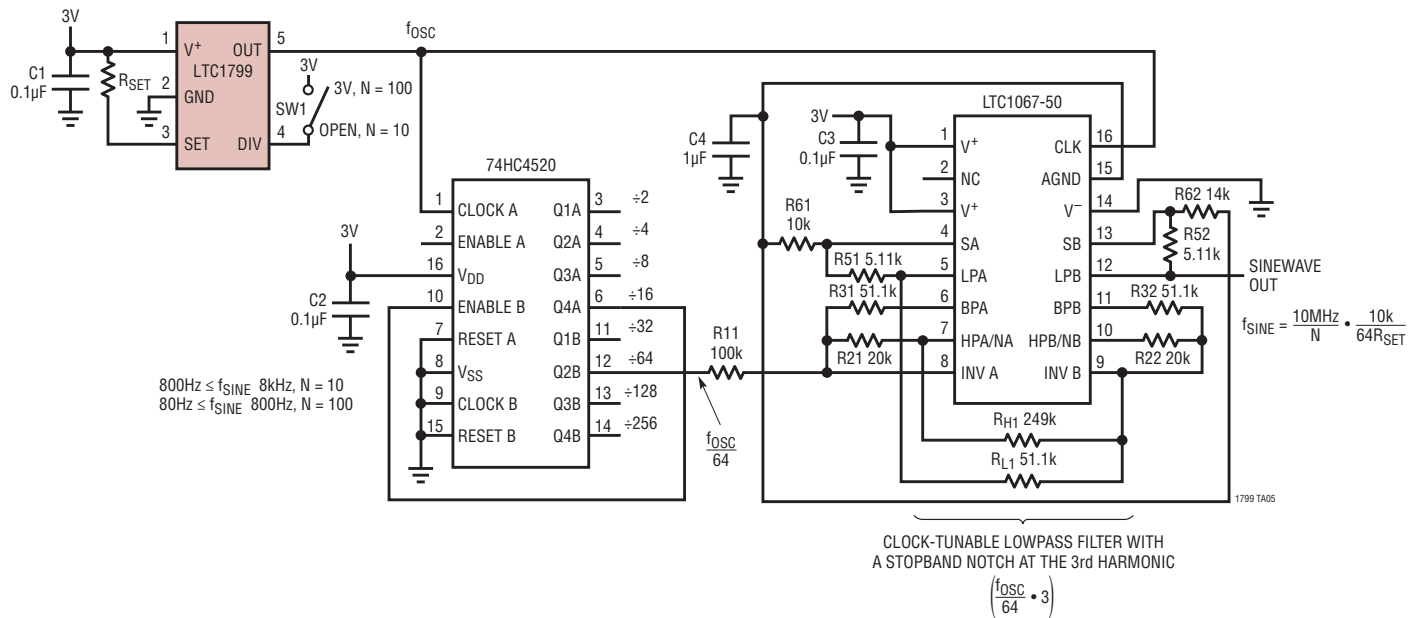 3V
C1
0.1µF
R_SET
1
V+
OUT
5
LTC1799
2
GND
3
SET
DIV
4
3V
SW1
3V, N = 100
OPEN, N = 10
f_OSC
74HC4520
1
CLOCK A
Q1A
3
÷2
2
ENABLE A
Q2A
4
÷4
16
V_DD
Q3A
5
÷8
10
ENABLE B
Q4A
6
÷16
7
RESET A
Q1B
11
÷32
8
V_SS
Q2B
12
÷64
9
CLOCK B
Q3B
13
÷128
15
RESET B
Q4B
14
÷256
3V
C2
0.1µF
800Hz ≤ f_SINE 8kHz, N = 10
80Hz ≤ f_SINE 800Hz, N = 100
R11
100k
f_OSC
64
C4
1µF
3V
C3
0.1µF
R61
10k
R51 5.11k
R31 51.1k
R21 20k
LTC1067-50
1
V+
CLK
16
2
NC
AGND
15
3
V+
V–
14
4
SA
SB
13
5
LPA
LPB
12
6
BPA
BPB
11
7
HPA/NA
HPB/NB
10
8
INV A
INV B
9
R62 14k
R52
5.11k
R32 51.1k
R22 20k
R_H1 249k
R_L1 51.1k
SINEWAVE
OUT
f_SINE = 10MHz/N • 10k/64R_SET
1799 TA05
CLOCK-TUNABLE LOWPASS FILTER WITH
A STOPBAND NOTCH AT THE 3rd HARMONIC
(f_OSC/64 • 3)